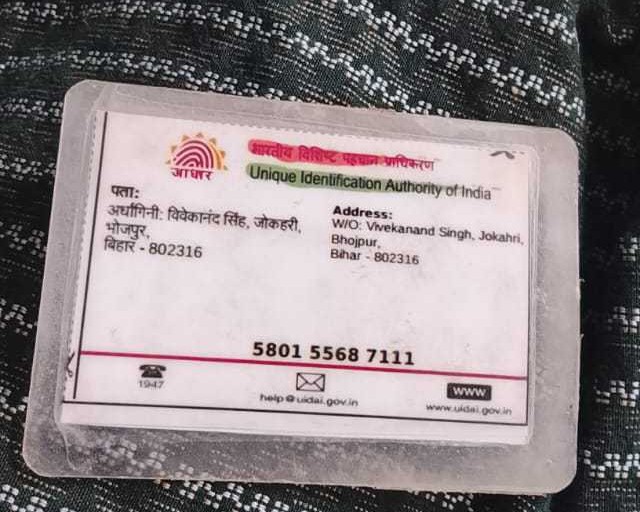 आधार
भारतीय विशिष्ट पहचान प्राधिकरण
Unique Identification Authority of India
पता:
अर्धांगिनी: विवेकानंद सिंह, जोकहरी,
भोजपुर,
बिहार - 802316
Address:
W/O: Vivekanand Singh, Jokahri,
Bhojpur,
Bihar - 802316
5801 5568 7111
1947
help@uidai.gov.in
www
www.uidai.gov.in